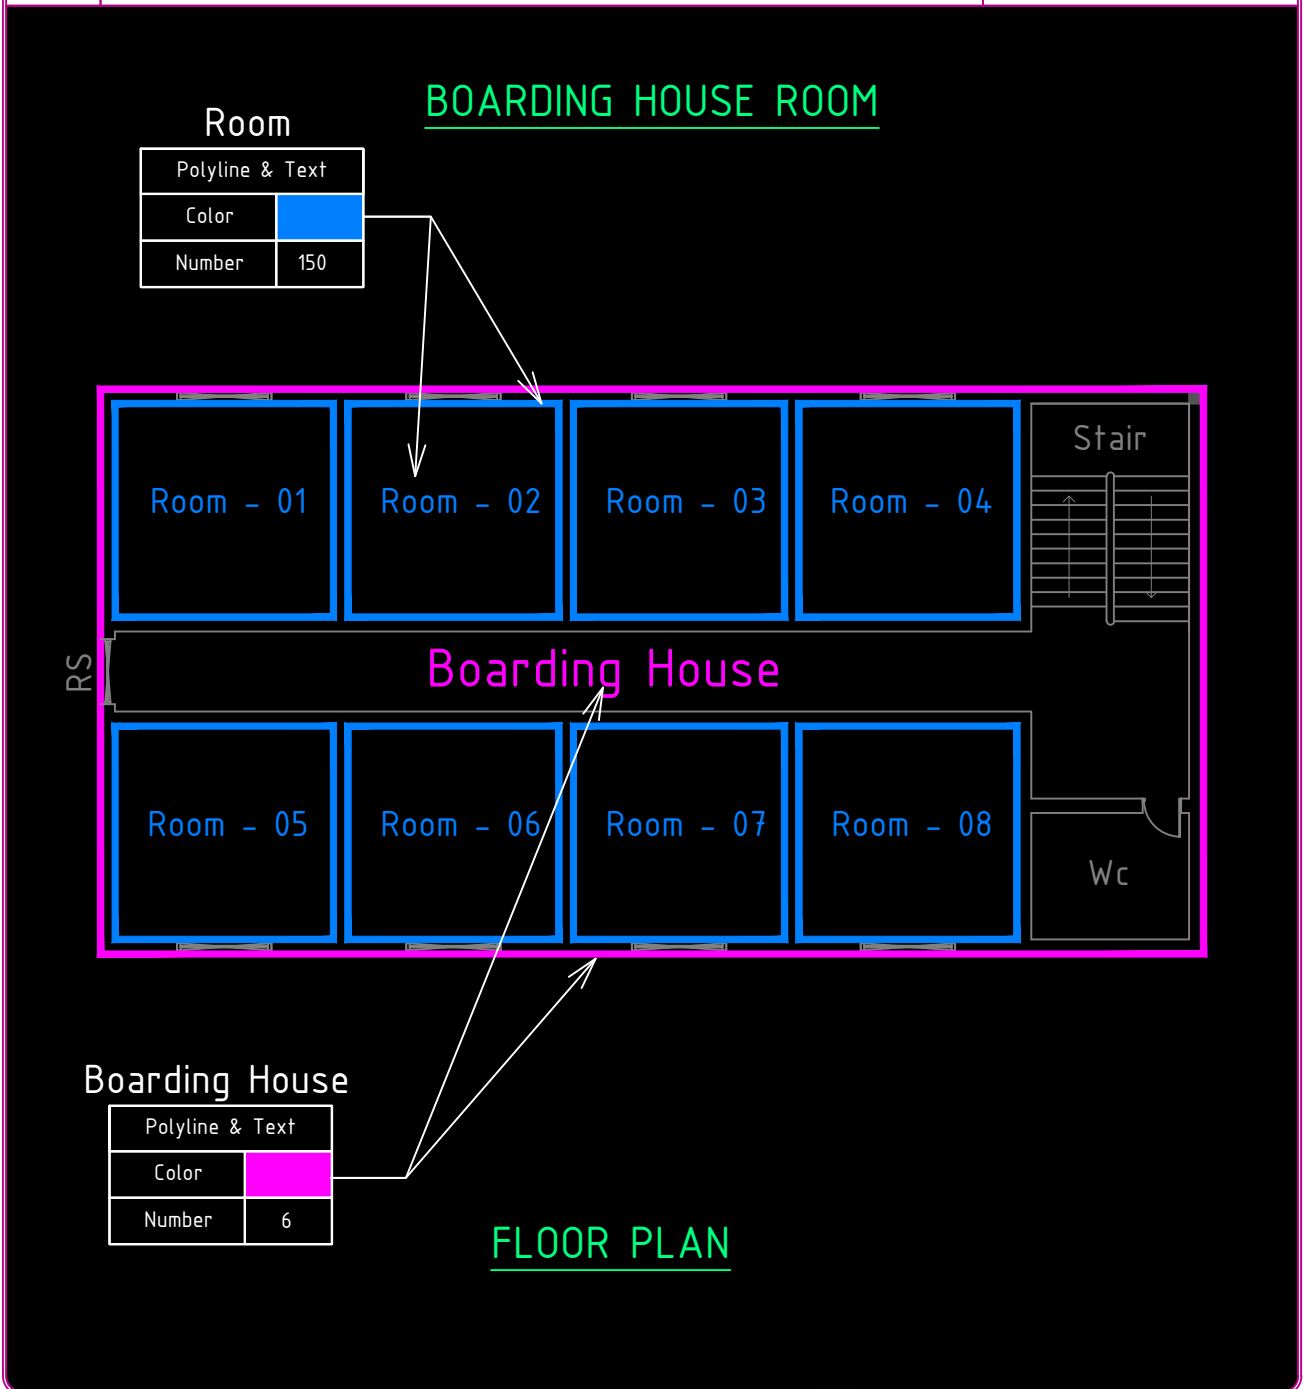 BOARDING HOUSE ROOM
Room
Polyline & Text
Color
Number 150
Stair
Room - 01 Room - 02 Room - 03 Room - 04
RS
Boarding House
Room - 05 Room - 06 Room - 07 Room - 08
Wc
Boarding House
Polyline & Text
Color
Number 6
FLOOR PLAN